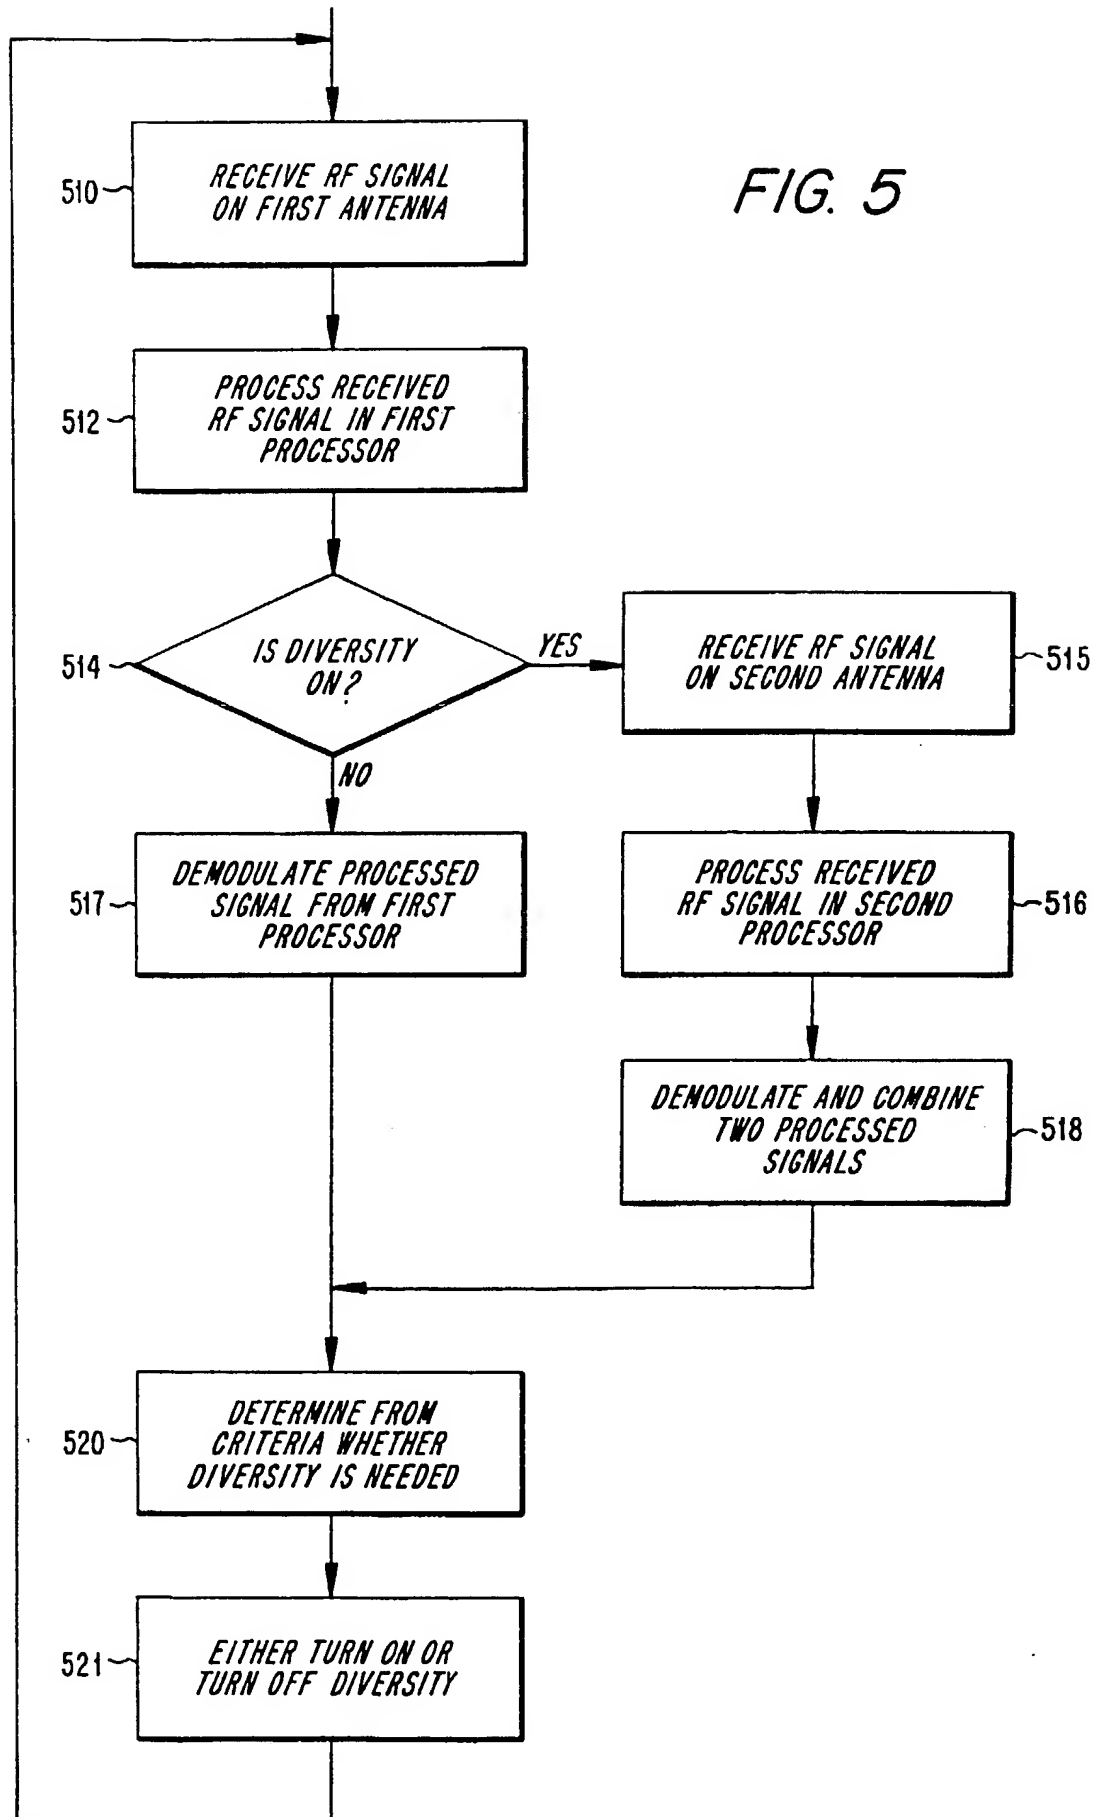 FIG. 5
510
RECEIVE RF SIGNAL
ON FIRST ANTENNA
512
PROCESS RECEIVED
RF SIGNAL IN FIRST
PROCESSOR
514
IS DIVERSITY
ON?
YES
NO
RECEIVE RF SIGNAL
ON SECOND ANTENNA
515
517
DEMODULATE PROCESSED
SIGNAL FROM FIRST
PROCESSOR
PROCESS RECEIVED
RF SIGNAL IN SECOND
PROCESSOR
516
DEMODULATE AND COMBINE
TWO PROCESSED
SIGNALS
518
520
DETERMINE FROM
CRITERIA WHETHER
DIVERSITY IS NEEDED
521
EITHER TURN ON OR
TURN OFF DIVERSITY